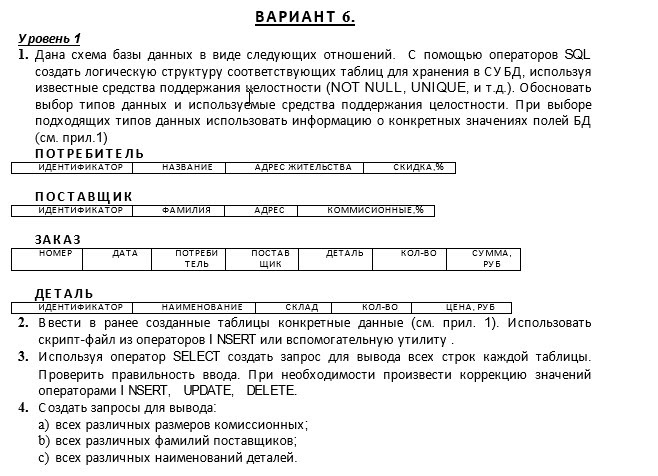 ВАРИАНТ 6.
Уровень 1
1. Дана схема базы данных в виде следующих отношений. С помощью операторов SQL
создать логическую структуру соответствующих таблиц для хранения в СУБД, используя
известные средства поддержания целостности (NOT NULL, UNIQUE, и т.д.). Обосновать
выбор типов данных и используемые средства поддержания целостности. При выборе
подходящих типов данных использовать информацию о конкретных значениях полей БД
(см. прил.1)
ПОТРЕБИТЕЛЬ
ИДЕНТИФИКАТОР НАЗВАНИЕ АДРЕС ЖИТЕЛЬСТВА СКИДКА,%
ПОСТАВЩИК
ИДЕНТИФИКАТОР ФАМИЛИЯ АДРЕС КОММИСИОННЫЕ,%
ЗАКАЗ
НОМЕР ДАТА ПОТРЕБИ ПОСТАВ ДЕТАЛЬ КОЛ-ВО СУММА,
ТЕЛЬ ЩИК РУБ
ДЕТАЛЬ
ИДЕНТИФИКАТОР НАИМЕНОВАНИЕ СКЛАД КОЛ-ВО ЦЕНА, РУБ
2. Ввести в ранее созданные таблицы конкретные данные (см. прил. 1). Использовать
скрипт-файл из операторов INSERT или вспомогательную утилиту .
3. Используя оператор SELECT создать запрос для вывода всех строк каждой таблицы.
Проверить правильность ввода. При необходимости произвести коррекцию значений
операторами INSERT, UPDATE, DELETE.
4. Создать запросы для вывода:
a) всех различных размеров комиссионных;
b) всех различных фамилий поставщиков;
c) всех различных наименований деталей.